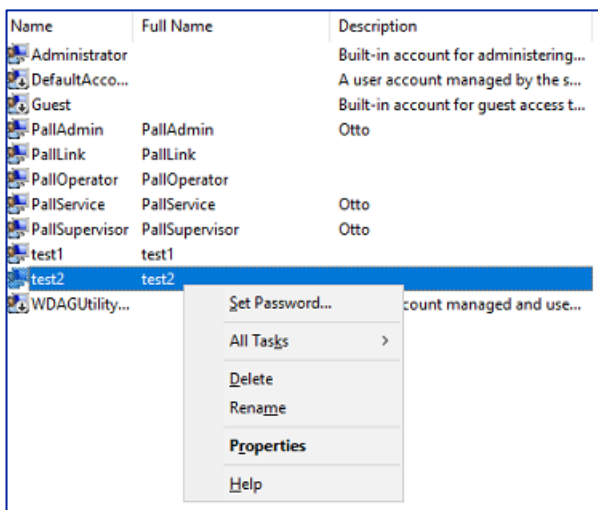 Name Full Name Description
Administrator Built-in account for administering...
DefaultAcco... A user account managed by the s...
Guest Built-in account for guest access t...
PallAdmin PallAdmin Otto
PallLink PallLink
PallOperator PallOperator
PallService PallService Otto
PallSupervisor PallSupervisor Otto
test1 test1
test2 test2
WDAGUtility... count managed and use...
Set Password...
All Tasks
Delete
Rename
Properties
Help